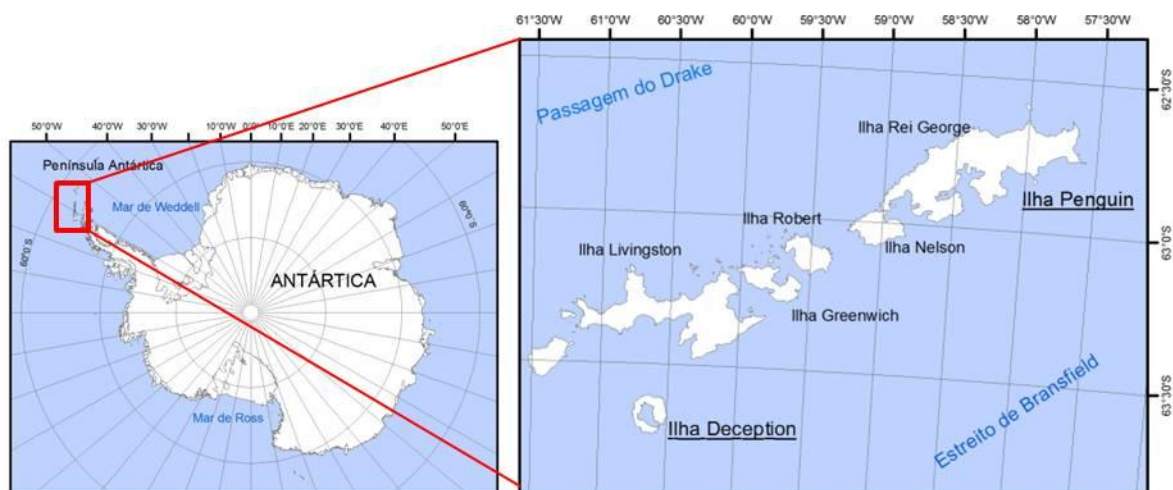 61°30'W 61°0'W 60°30'W 60°0'W 59°30'W 59°0'W 58°30'W 58°0'W 57°30'W
Passagem do Drake
62°30'S
Ilha Rei George
50°0'W 40°0'W 30°0'W 10°0'W 0°0' 10°0'E 20°0'E 30°0'E 50°0'E
Península Antártica
Mar de Weddell
60°0'S
60°0'S
ANTÁRTICA
Mar de Ross
Ilha Penguin
Ilha Robert
Ilha Nelson
63°0'S
Ilha Livingston
Ilha Greenwich
63°30'S
Ilha Deception
Estreito de Bransfield